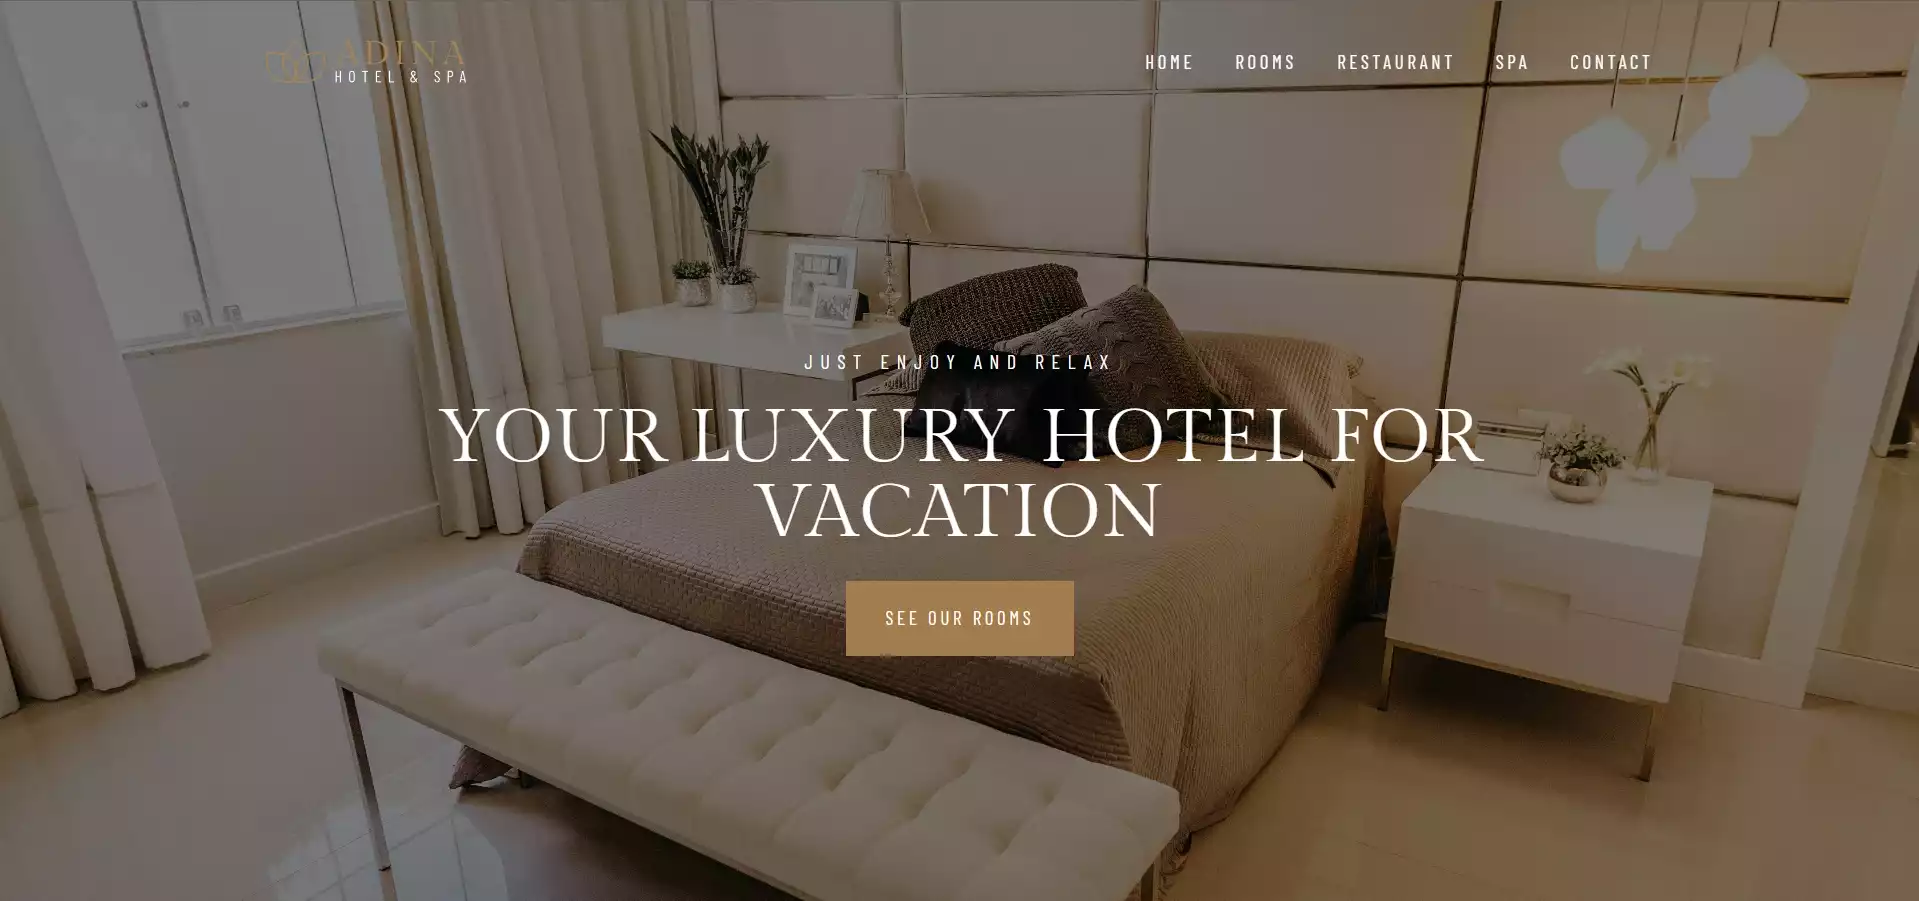 ADINA
HOTEL & SPA
HOME ROOMS RESTAURANT SPA CONTACT
JUST ENJOY AND RELAX
YOUR LUXURY HOTEL FOR
VACATION
SEE OUR ROOMS